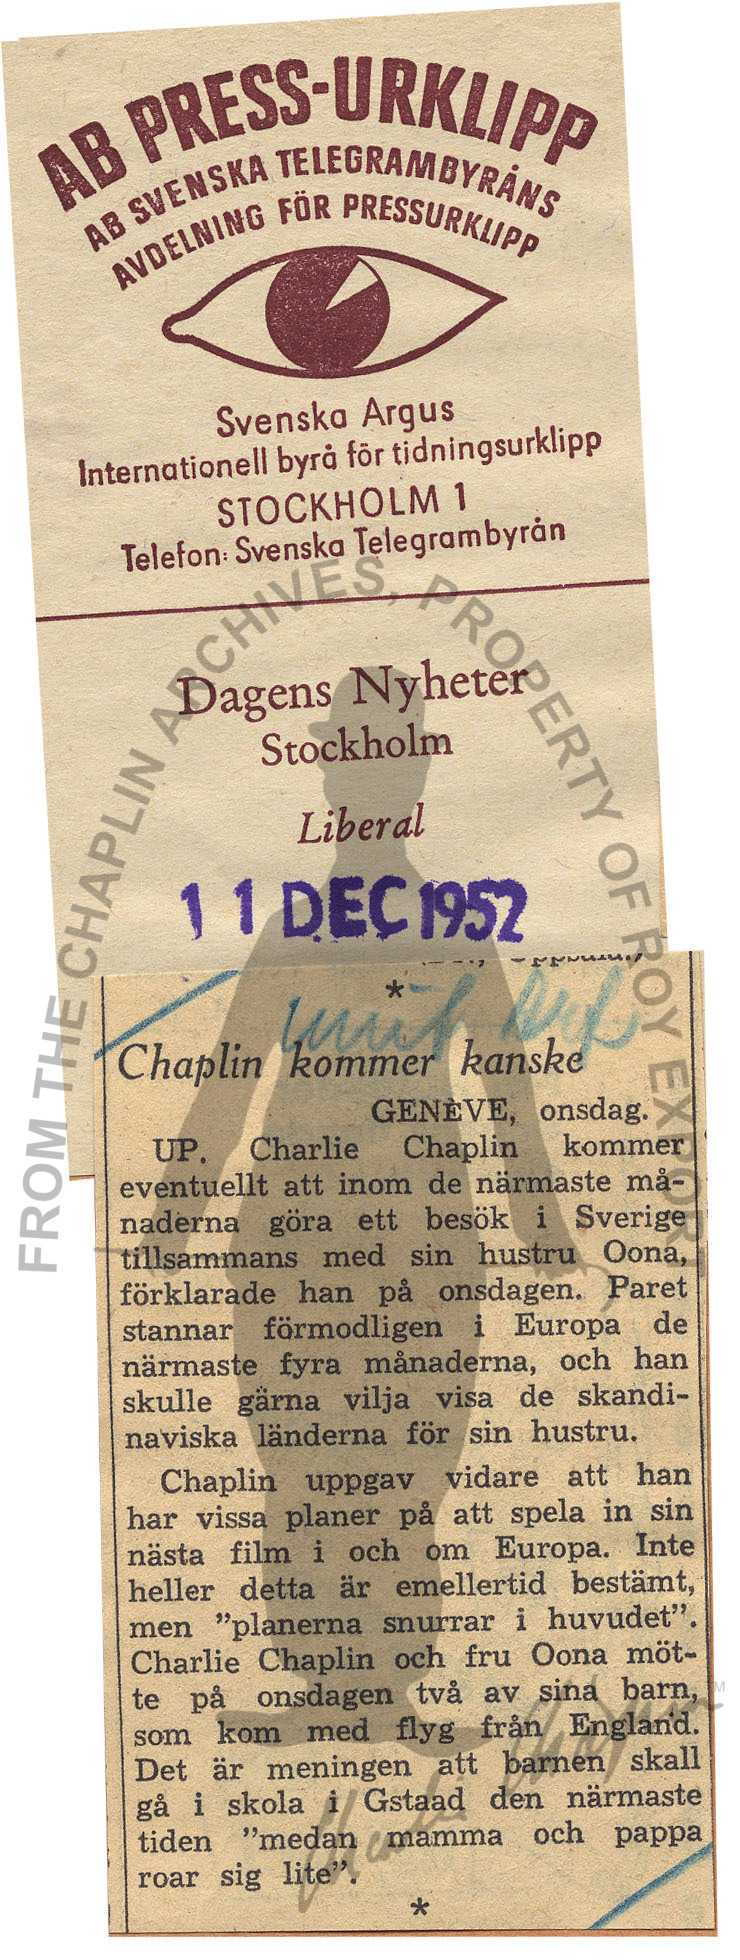 AB PRESS-URKLIPP
AB SVENSKA TELEGRAMBYRÅNS
AVDELNING FÖR PRESSURKLIPP
Svenska Argus
Internationell byrå för tidningsurklipp
STOCKHOLM 1
Telefon: Svenska Telegrambyrån
FROM THE CHAPLIN ARCHIVES, PROPERTY OF ROY EXPORT
Dagens Nyheter
Stockholm
Liberal
11 DEC 1952
*
Chaplin kommer kanske
GENÈVE, onsdag.
UP. Charlie Chaplin kommer
eventuellt att inom de närmaste må-
naderna göra ett besök i Sverige
tillsammans med sin hustru Oona,
förklarade han på onsdagen. Paret
stannar förmodligen i Europa de
närmaste fyra månaderna, och han
skulle gärna vilja visa de skandi-
naviska länderna för sin hustru.
Chaplin uppgav vidare att han
har vissa planer på att spela in sin
nästa film i och om Europa. Inte
heller detta är emellertid bestämt,
men ”planerna snurrar i huvudet”.
Charlie Chaplin och fru Oona möt-
te på onsdagen två av sina barn,
som kom med flyg från England.
Det är meningen att barnen skall
gå i skola i Gstaad den närmaste
tiden ”medan mamma och pappa
roar sig lite”.
*